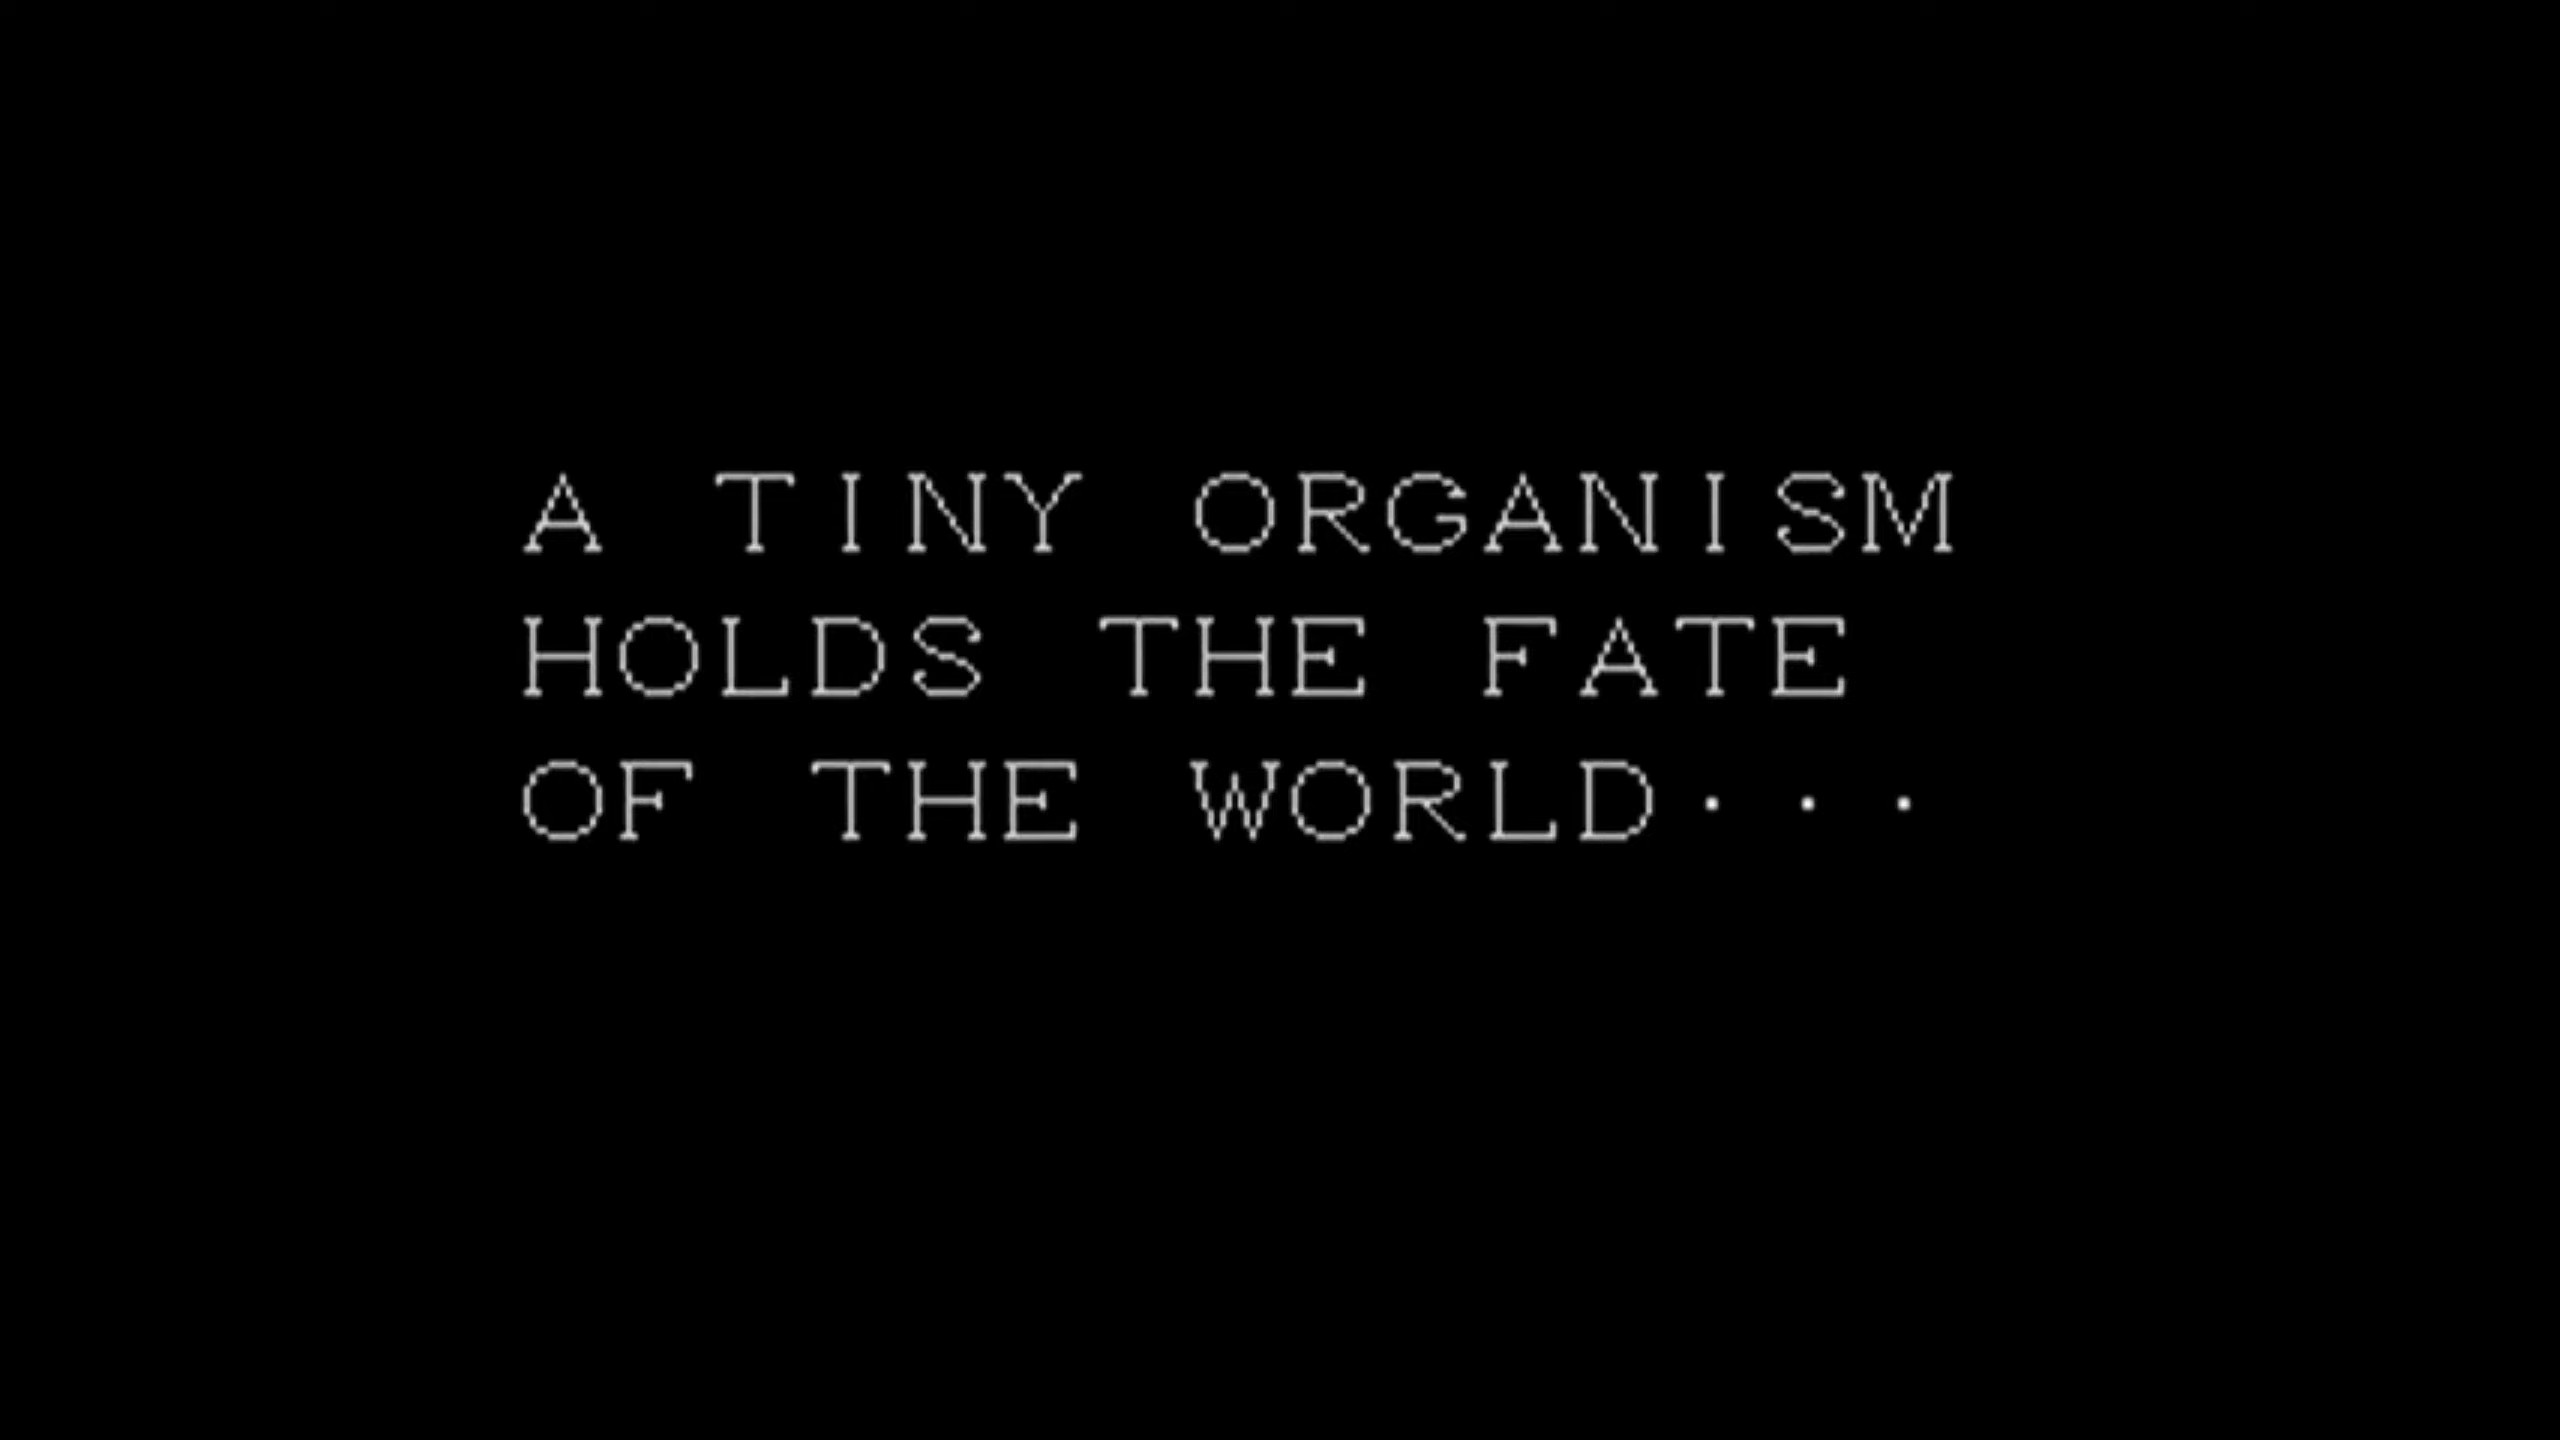 A TINY ORGANISM
HOLDS THE FATE
OF THE WORLD···